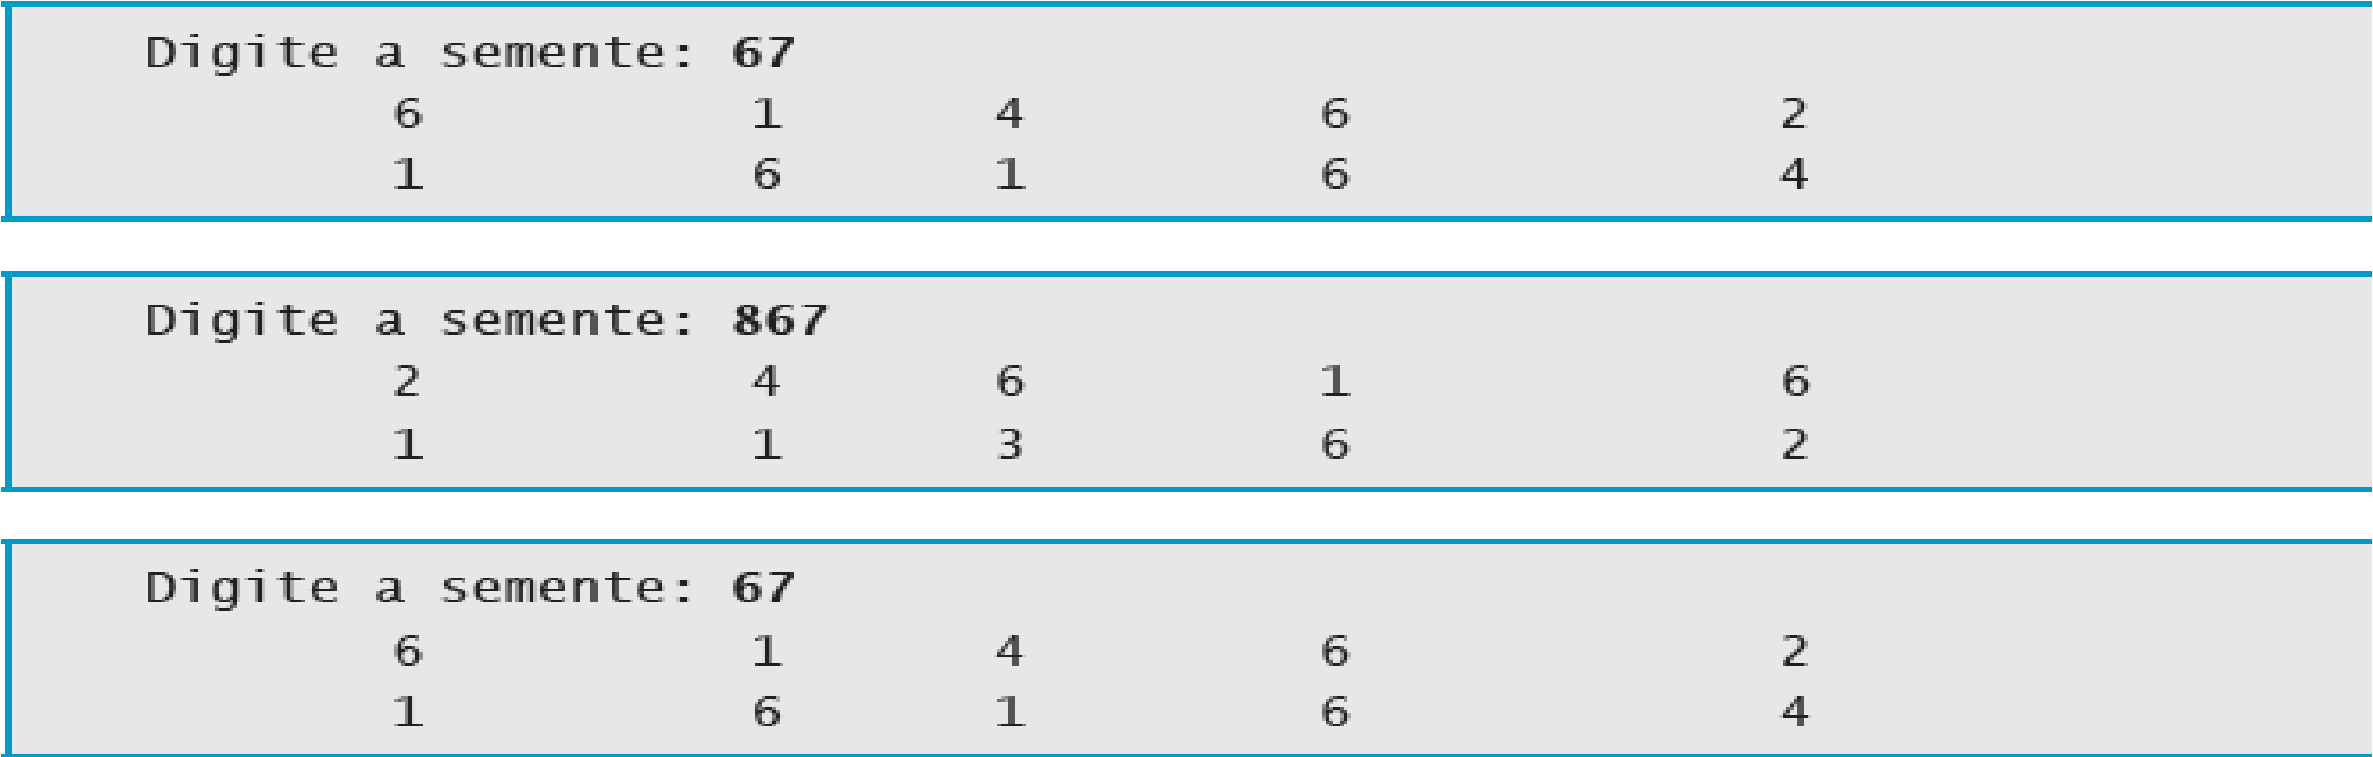 Digite a semente: 67
6 1 4 6 2
1 6 1 6 4
Digite a semente: 867
2 4 6 1 6
1 1 3 6 2
Digite a semente: 67
6 1 4 6 2
1 6 1 6 4